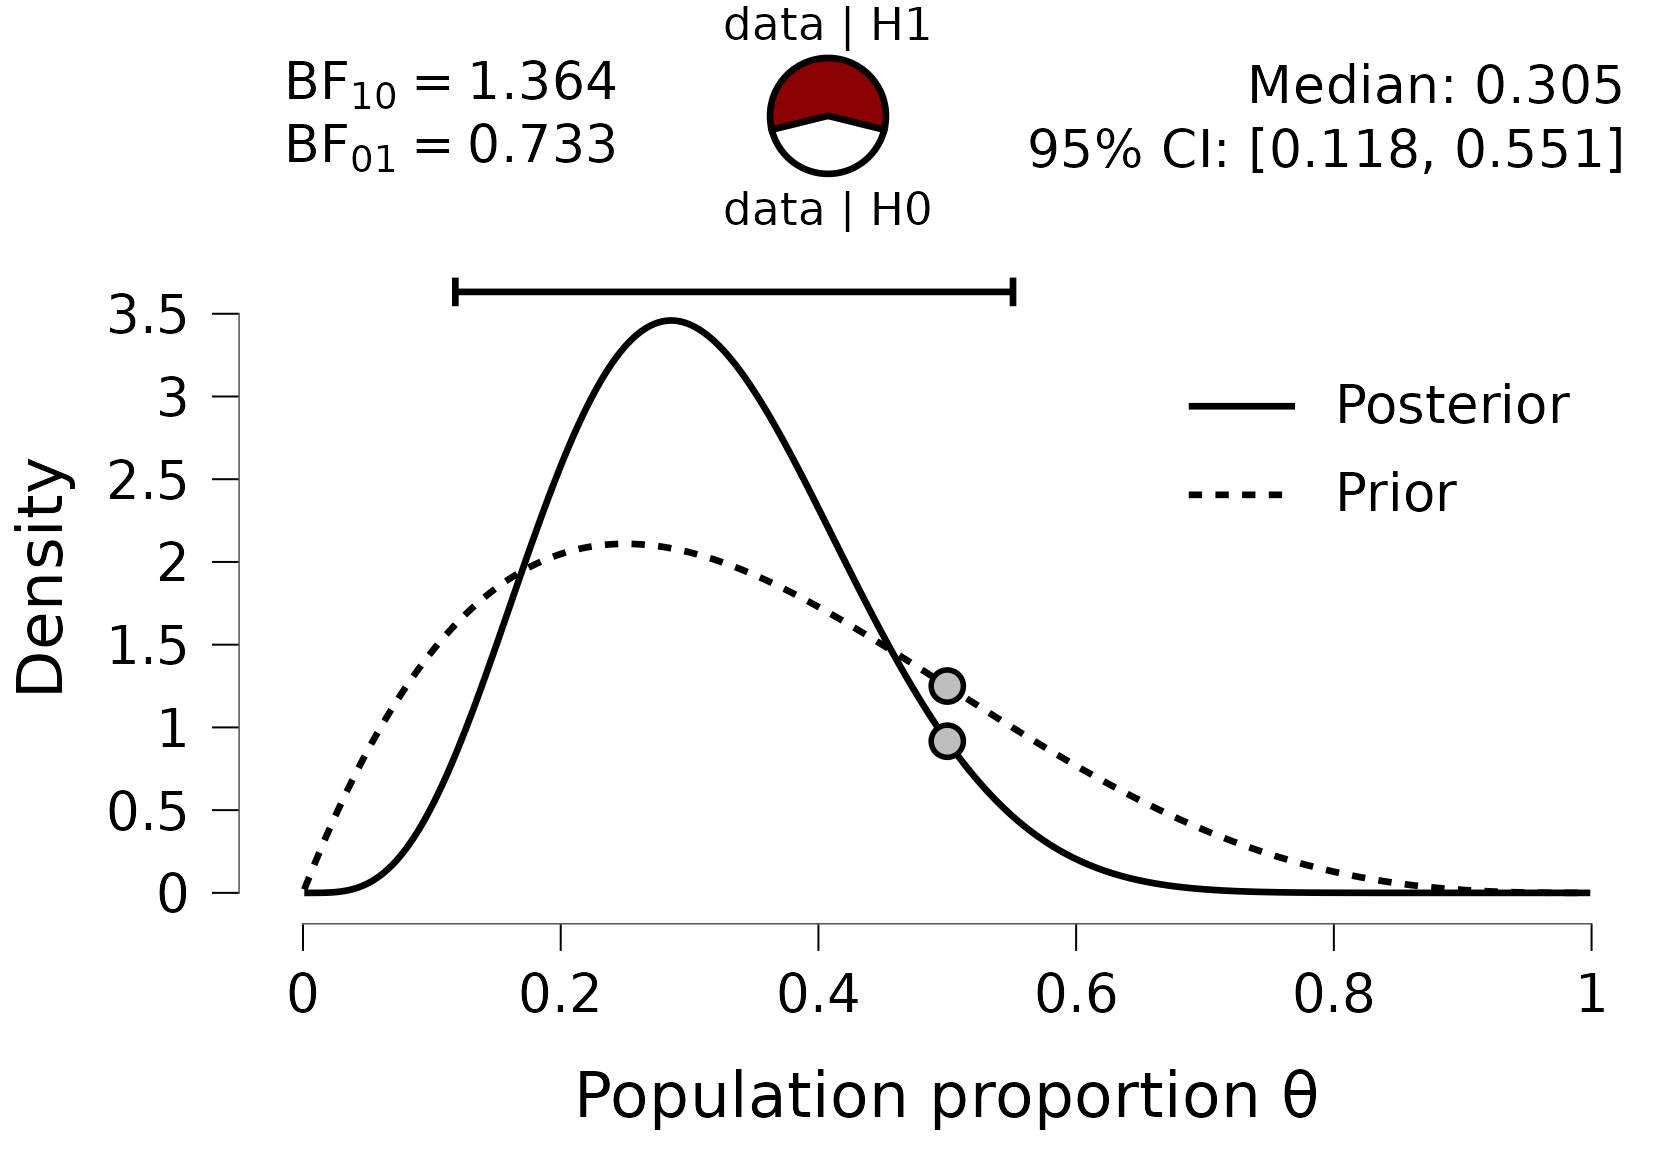 data | H1
BF₁₀ = 1.364
BF₀₁ = 0.733
Median: 0.305
95% CI: [0.118, 0.551]
data | H0
3.5
3
2.5
2
1.5
1
0.5
0
Density
Posterior
Prior
0 0.2 0.4 0.6 0.8 1
Population proportion θ